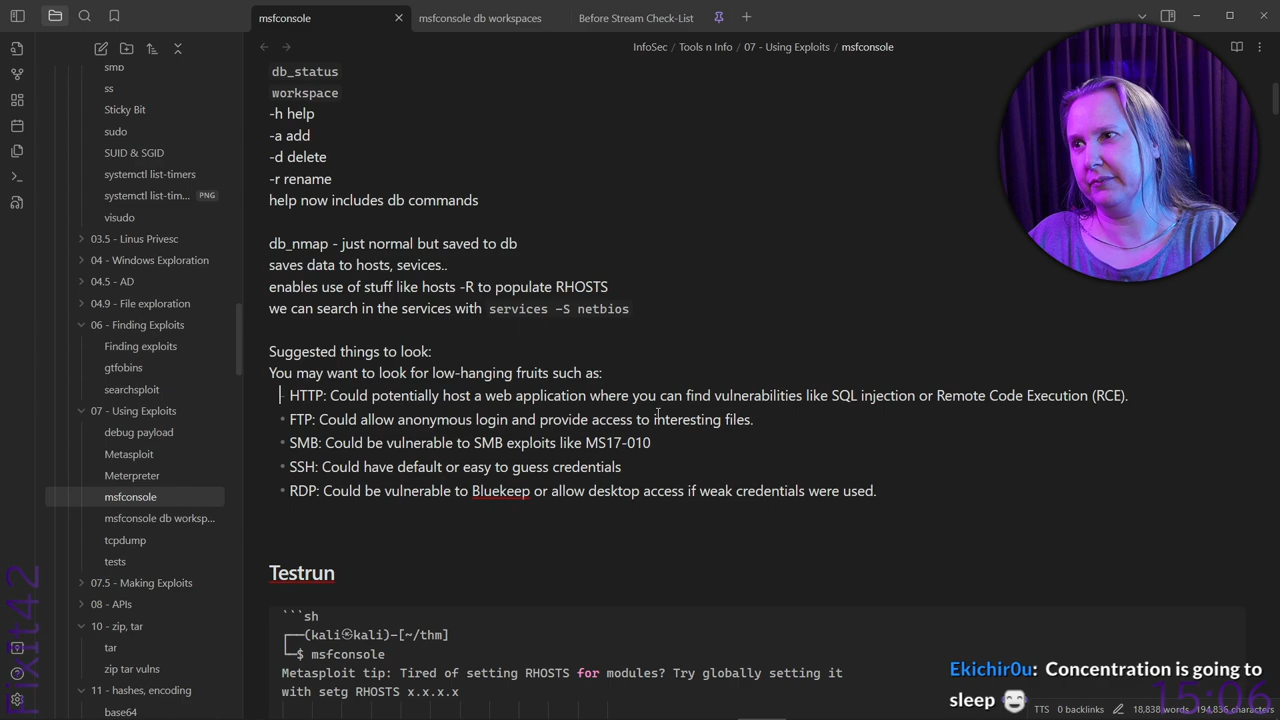 msfconsole
msfconsole db workspaces
Before Stream Check-List
InfoSec / Tools n Info / 07 - Using Exploits / msfconsole
smb
ss
Sticky Bit
sudo
SUID & SGID
systemctl list-timers
systemctl list-tim... PNG
visudo
03.5 - Linus Privesc
04 - Windows Exploration
04.5 - AD
04.9 - File exploration
06 - Finding Exploits
Finding exploits
gtfobins
searchsploit
07 - Using Exploits
debug payload
Metasploit
Meterpreter
msfconsole
msfconsole db worksp...
tcpdump
tests
07.5 - Making Exploits
08 - APIs
10 - zip, tar
tar
zip tar vulns
11 - hashes, encoding
base64
db_status
workspace
-h help
-a add
-d delete
-r rename
help now includes db commands
db_nmap - just normal but saved to db
saves data to hosts, sevices..
enables use of stuff like hosts -R to populate RHOSTS
we can search in the services with services -S netbios
Suggested things to look:
You may want to look for low-hanging fruits such as:
- HTTP: Could potentially host a web application where you can find vulnerabilities like SQL injection or Remote Code Execution (RCE).
• FTP: Could allow anonymous login and provide access to interesting files.
• SMB: Could be vulnerable to SMB exploits like MS17-010
• SSH: Could have default or easy to guess credentials
• RDP: Could be vulnerable to Bluekeep or allow desktop access if weak credentials were used.
Testrun
```sh
┌──(kali㉿kali)-[~/thm]
└─$ msfconsole
Metasploit tip: Tired of setting RHOSTS for modules? Try globally setting it
with setg RHOSTS x.x.x.x
Ekichir0u: Concentration is going to
sleep
Pixit42
15:06
TTS 0 backlinks 18,838 words 194,836 characters